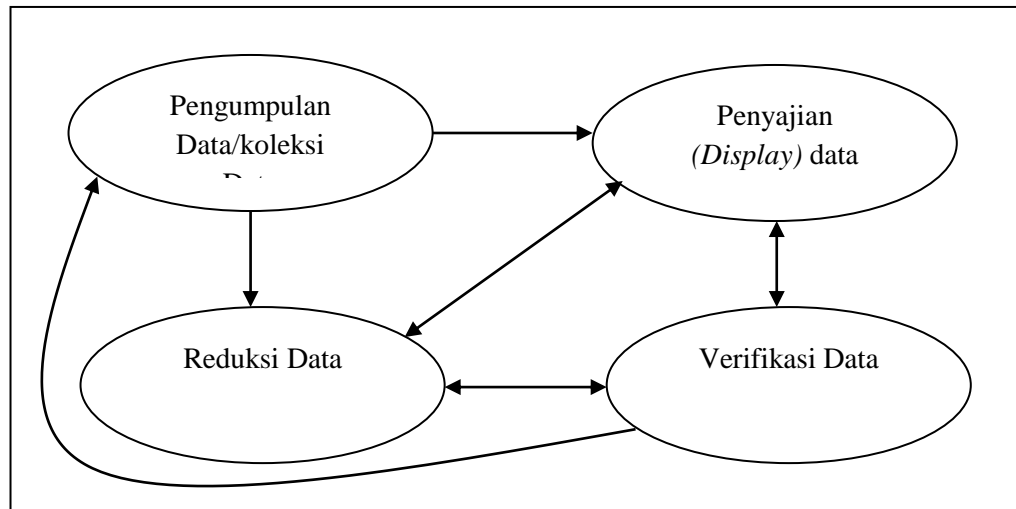 Pengumpulan
Data/koleksi
Penyajian
(Display) data
Reduksi Data
Verifikasi Data